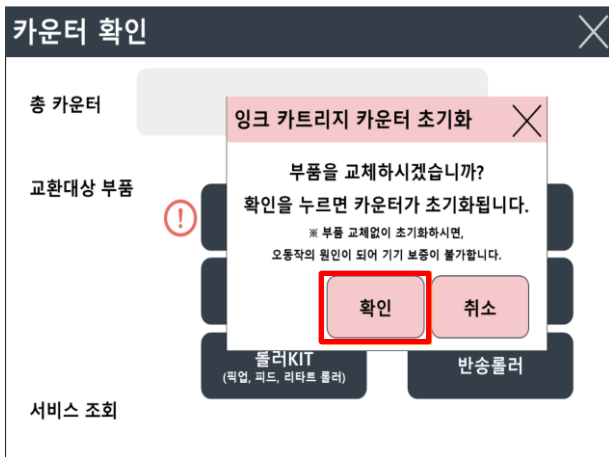 카운터 확인
총 카운터
잉크 카트리지 카운터 초기화
부품을 교체하시겠습니까?
확인을 누르면 카운터가 초기화됩니다.
※ 부품 교체없이 초기화하시면,
오동작의 원인이 되어 기기 보증이 불가합니다.
확인
취소
교환대상 부품
롤러KIT
(픽업, 피드, 리타트 롤러)
반송롤러
서비스 조회